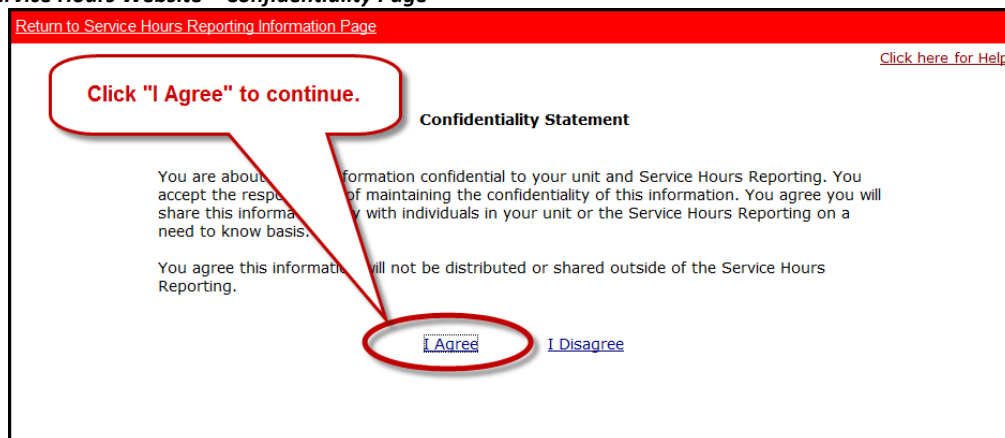 rvice Hours Website – Confidentiality Page
Return to Service Hours Reporting Information Page
Click here for Help
Click "I Agree" to continue.
Confidentiality Statement
You are about formation confidential to your unit and Service Hours Reporting. You
accept the resp of maintaining the confidentiality of this information. You agree you will
share this informa y with individuals in your unit or the Service Hours Reporting on a
need to know basis.
You agree this informati will not be distributed or shared outside of the Service Hours
Reporting.
I Agree I Disagree